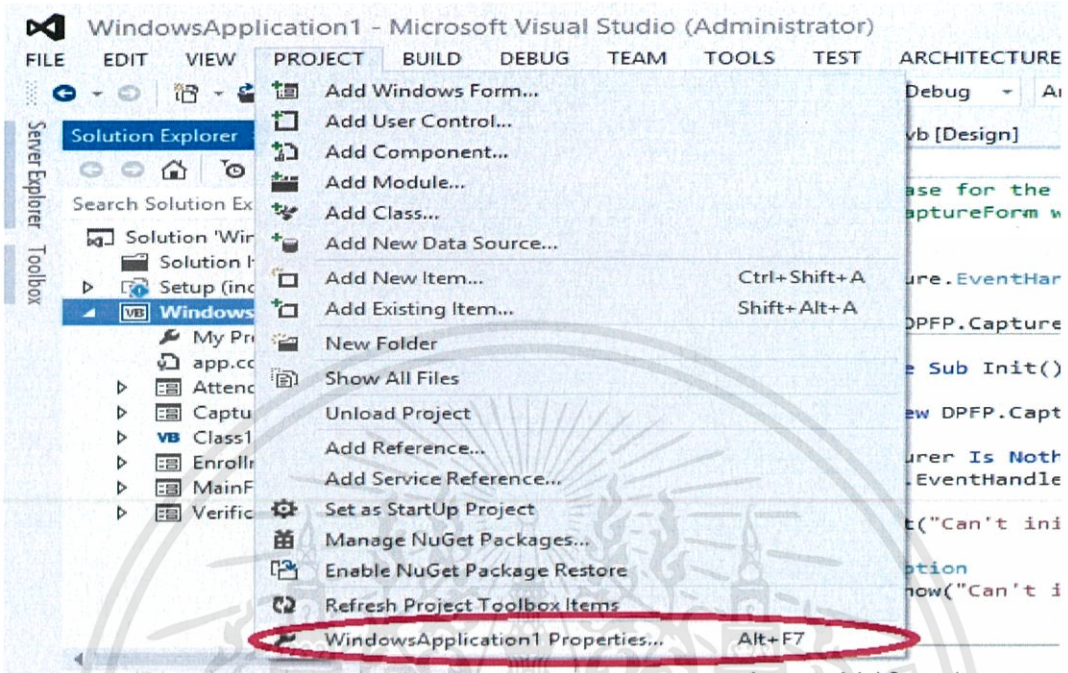 WindowsApplication1 - Microsoft Visual Studio (Administrator)
FILE EDIT VIEW PROJECT BUILD DEBUG TEAM TOOLS TEST ARCHITECTURE
Debug
Server Explorer
Toolbox
Solution Explorer
Search Solution Ex
Solution 'Wir
Solution I
Setup (inc
Windows
My Pr
app.co
Attenc
Captu
Class1
Enrollr
MainF
Verific
Add Windows Form...
Add User Control...
Add Component...
Add Module...
Add Class...
Add New Data Source...
Add New Item... Ctrl+Shift+A
Add Existing Item... Shift+Alt+A
New Folder
Show All Files
Unload Project
Add Reference...
Add Service Reference...
Set as StartUp Project
Manage NuGet Packages...
Enable NuGet Package Restore
Refresh Project Toolbox Items
WindowsApplication1 Properties... Alt+F7
vb [Design]
ase for the
aptureForm w
ure.EventHar
DPFP.Capture
e Sub Init()
ew DPFP.Capt
urer Is Noth
.EventHandle
t("Can't ini
ption
how("Can't i